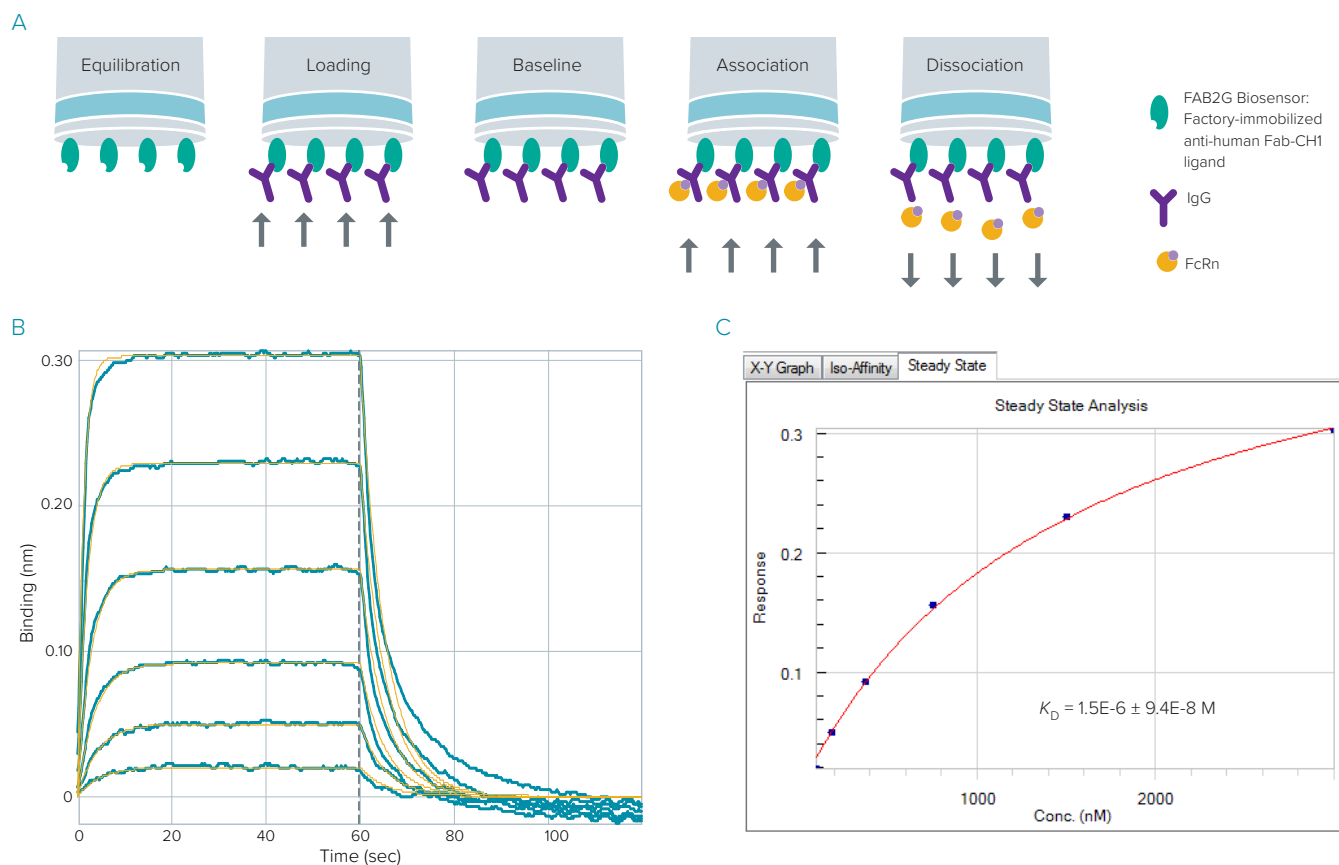 A
Equilibration
Loading
Baseline
Association
Dissociation
FAB2G Biosensor:
Factory-immobilized
anti-human Fab-CH1
ligand
IgG
FcRn
B
0.30
0.20
0.10
0
Binding (nm)
0 20 40 60 80 100
Time (sec)
C
X-Y Graph Iso-Affinity Steady State
Steady State Analysis
0.3
0.2
0.1
Response
K_D = 1.5E-6 ± 9.4E-8 M
1000 2000
Conc. (nM)